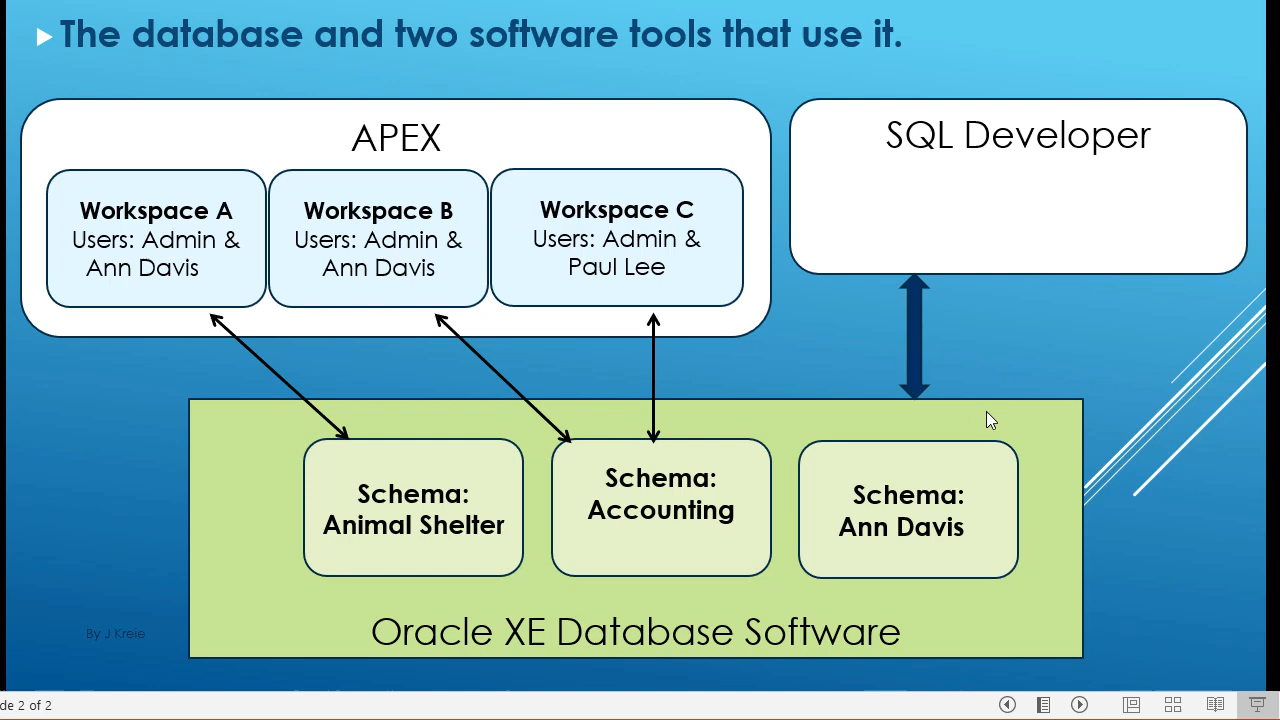 The database and two software tools that use it.
APEX
SQL Developer
Workspace A
Users: Admin &
Ann Davis
Workspace B
Users: Admin &
Ann Davis
Workspace C
Users: Admin &
Paul Lee
Schema:
Animal Shelter
Schema:
Accounting
Schema:
Ann Davis
Oracle XE Database Software
By J Kreie
de 2 of 2